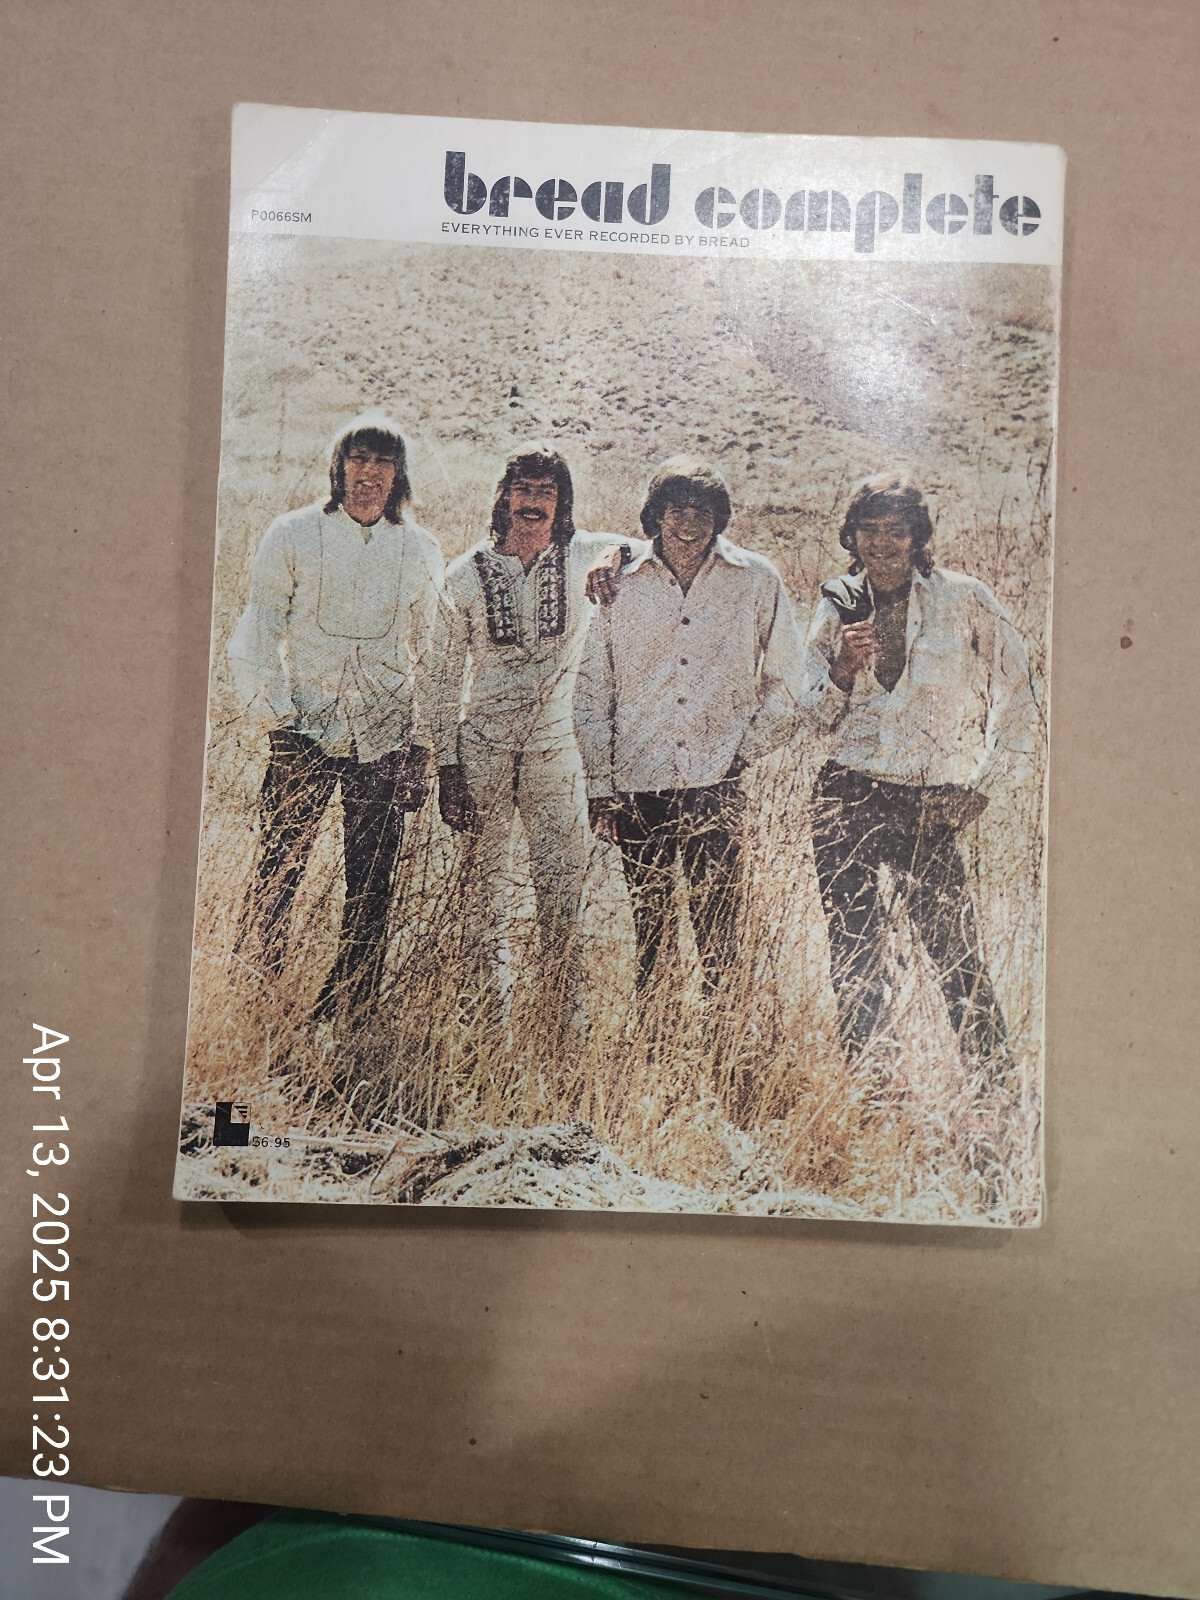 bread complete
P0066SM
EVERYTHING EVER RECORDED BY BREAD
$6.95
Apr 13, 2025 8:31:23 PM